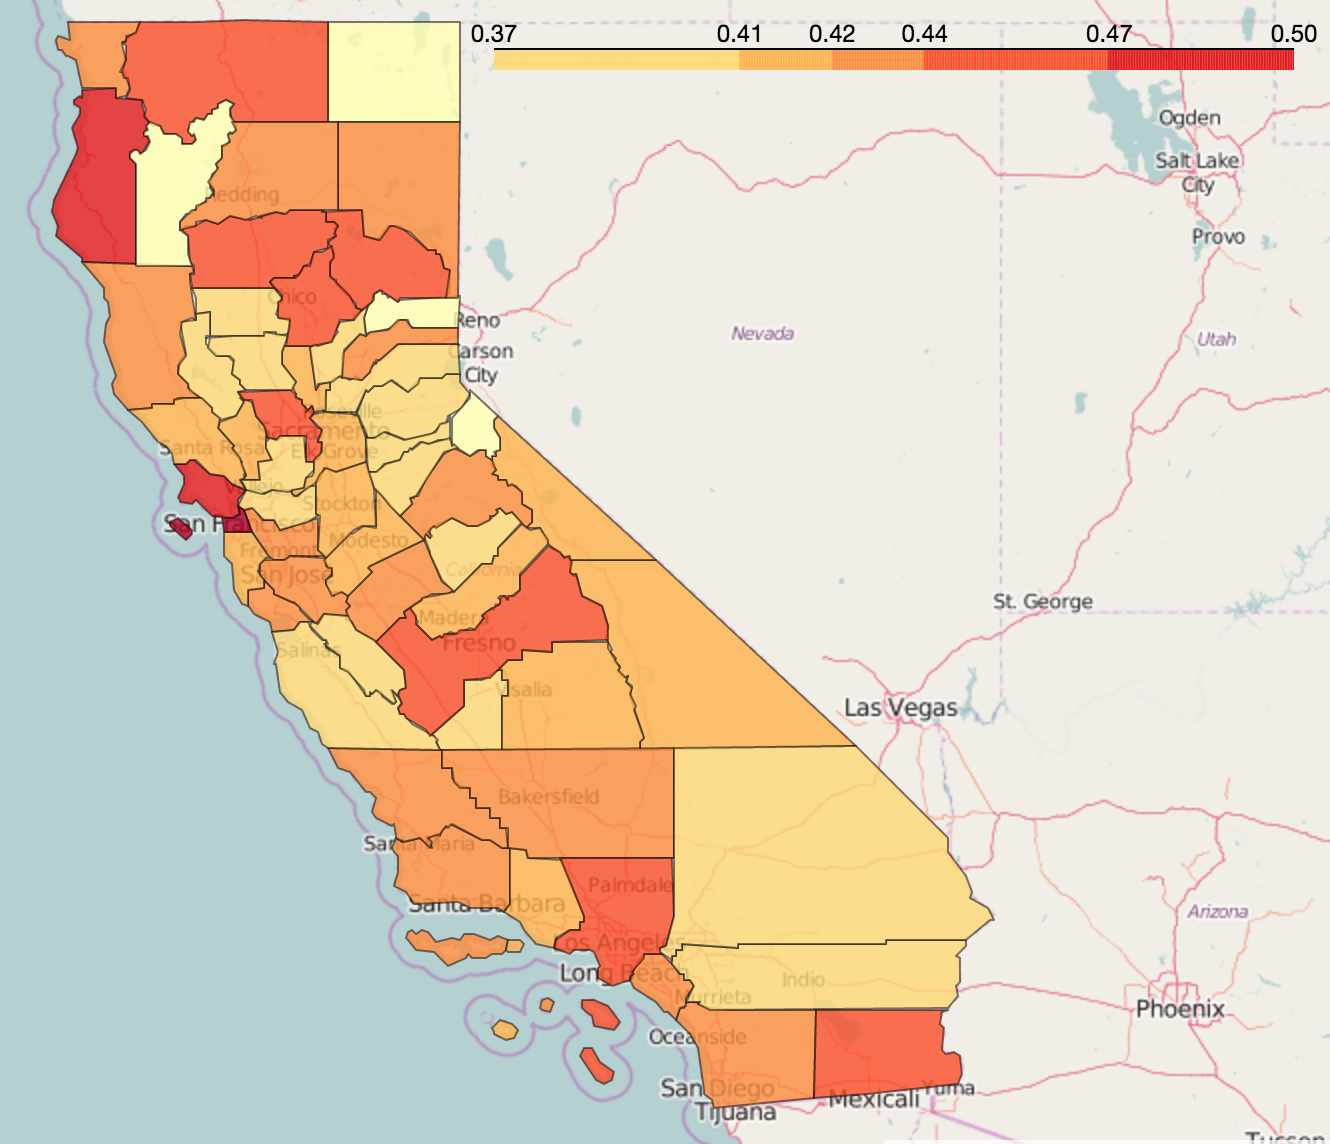 0.37 0.41 0.42 0.44 0.47 0.50
Ogden
Salt Lake
City
Redding
Provo
Chico
Reno
Nevada
Utah
Carson
City
Roseville
Sacramento
Santa Rosa
Elk Grove
Vallejo
Stockton
San Francisco
Modesto
Fremont
San Jose
California
St. George
Madera
Fresno
Salinas
Visalia
Las Vegas
Bakersfield
Santa Maria
Palmdale
Santa Barbara
Arizona
Los Angeles
Long Beach
Indio
Murrieta
Phoenix
Oceanside
San Diego
Yuma
Mexicali
Tijuana
Tucson